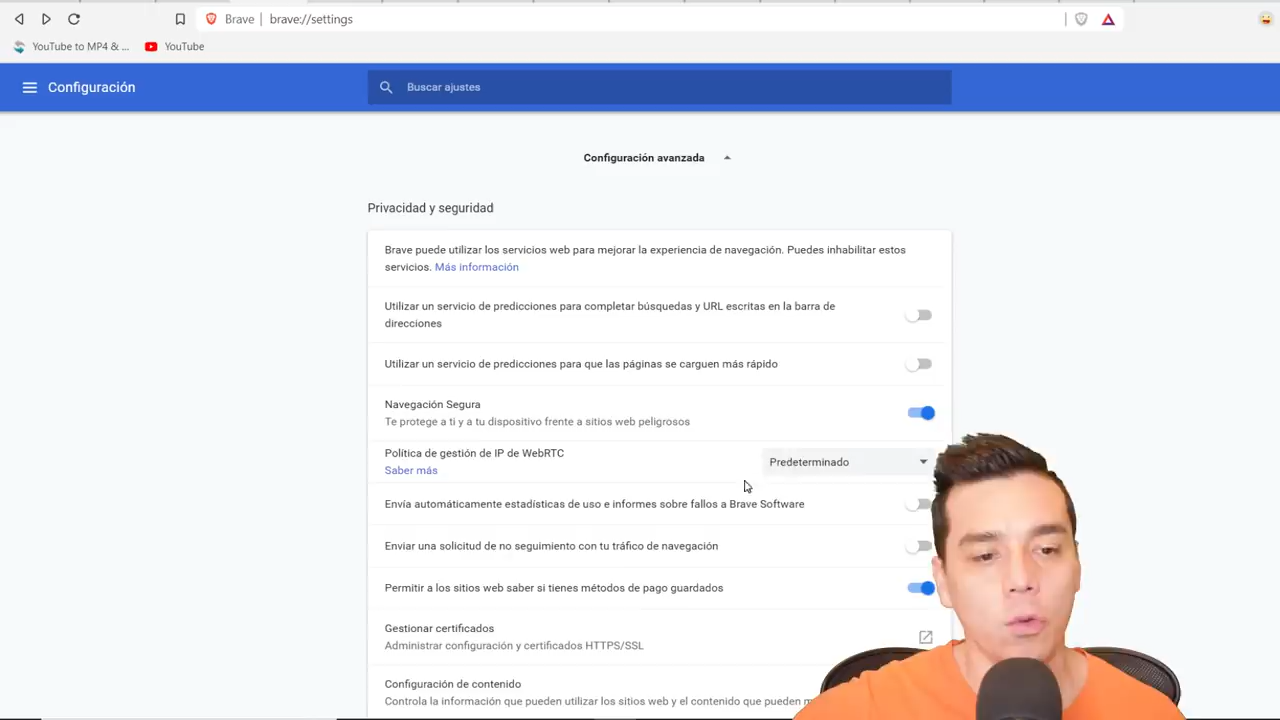 Brave brave://settings
YouTube to MP4 & ... YouTube
Configuración
Buscar ajustes
Configuración avanzada
Privacidad y seguridad
Brave puede utilizar los servicios web para mejorar la experiencia de navegación. Puedes inhabilitar estos
servicios. Más información
Utilizar un servicio de predicciones para completar búsquedas y URL escritas en la barra de
direcciones
Utilizar un servicio de predicciones para que las páginas se carguen más rápido
Navegación Segura
Te protege a ti y a tu dispositivo frente a sitios web peligrosos
Política de gestión de IP de WebRTC
Predeterminado
Saber más
Envía automáticamente estadísticas de uso e informes sobre fallos a Brave Software
Enviar una solicitud de no seguimiento con tu tráfico de navegación
Permitir a los sitios web saber si tienes métodos de pago guardados
Gestionar certificados
Administrar configuración y certificados HTTPS/SSL
Configuración de contenido
Controla la información que pueden utilizar los sitios web y el contenido que pueden